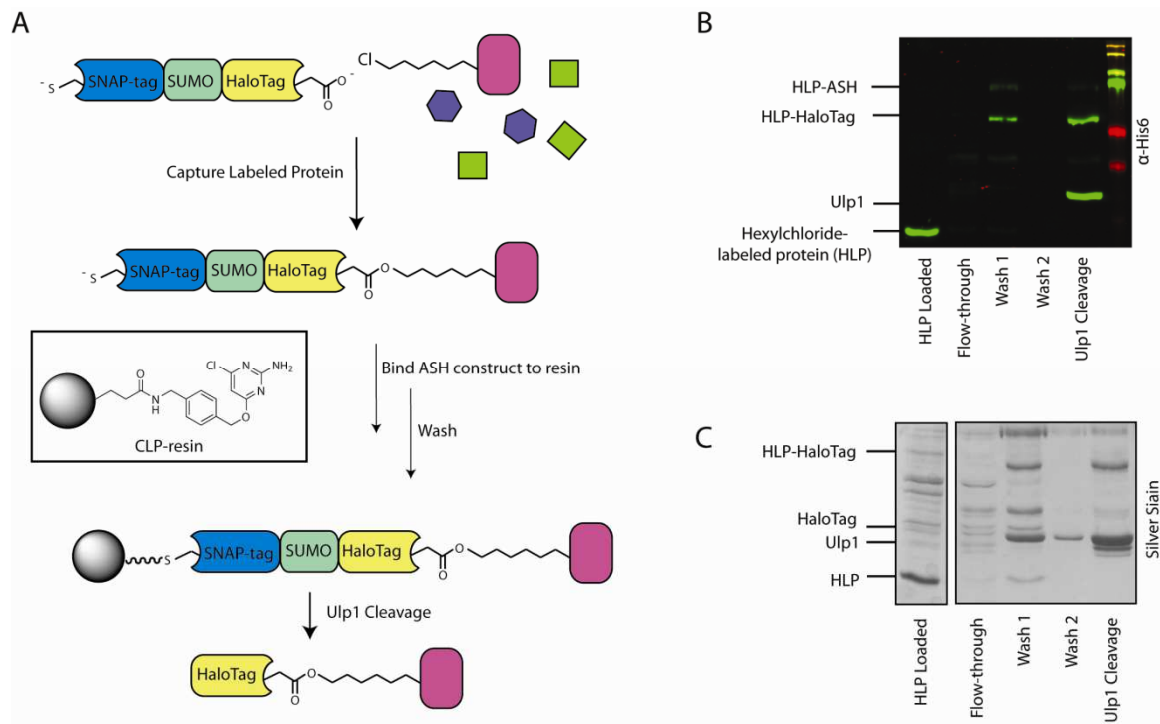 A
-
S
SNAP-tag
SUMO
HaloTag
O
O
-
Cl
Capture Labeled Protein
-
S
SNAP-tag
SUMO
HaloTag
O
O
Bind ASH construct to resin
Wash
O
N
H
Cl
N
NH2
N
O
CLP-resin
S
SNAP-tag
SUMO
HaloTag
O
O
Ulp1 Cleavage
HaloTag
O
O
B
HLP-ASH
HLP-HaloTag
Ulp1
Hexylchloride-
labeled protein (HLP)
α-His6
HLP Loaded
Flow-through
Wash 1
Wash 2
Ulp1 Cleavage
C
HLP-HaloTag
HaloTag
Ulp1
HLP
Silver Siain
HLP Loaded
Flow-through
Wash 1
Wash 2
Ulp1 Cleavage